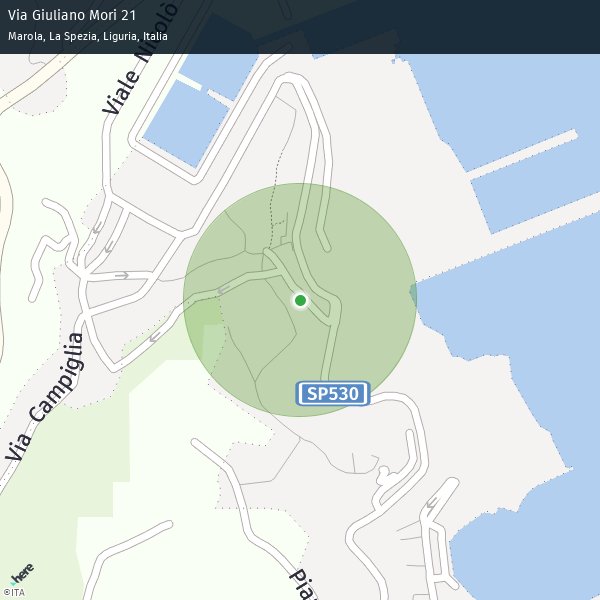 Via Giuliano Mori 21
Marola, La Spezia, Liguria, Italia
Viale Nicolò
SP530
Via Campiglia
Pia
here
©ITA